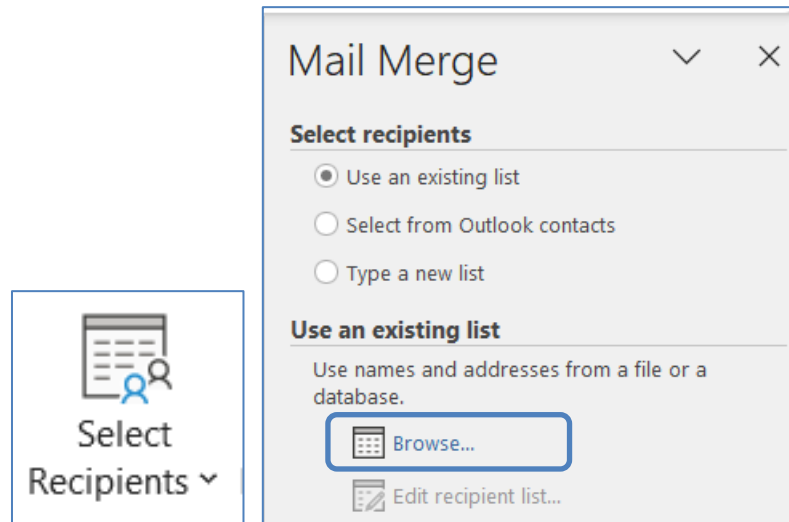 Mail Merge
Select recipients
Use an existing list
Select from Outlook contacts
Type a new list
Use an existing list
Use names and addresses from a file or a
database.
Browse...
Edit recipient list...
Select
Recipients